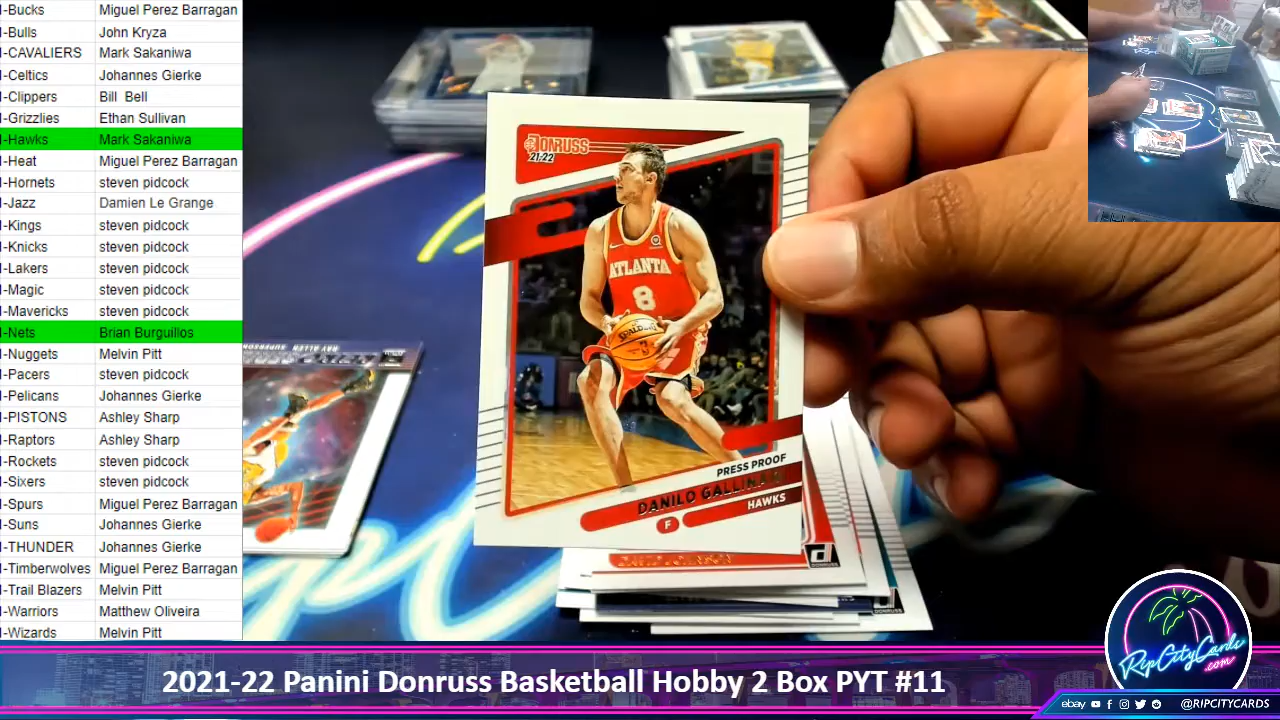 I-Bucks Miguel Perez Barragan
I-Bulls John Kryza
I-CAVALIERS Mark Sakaniwa
I-Celtics Johannes Gierke
I-Clippers Bill Bell
I-Grizzlies Ethan Sullivan
I-Hawks Mark Sakaniwa
I-Heat Miguel Perez Barragan
I-Hornets steven pidcock
I-Jazz Damien Le Grange
I-Kings steven pidcock
I-Knicks steven pidcock
I-Lakers steven pidcock
I-Magic steven pidcock
I-Mavericks steven pidcock
I-Nets Brian Burguillos
I-Nuggets Melvin Pitt
I-Pacers steven pidcock
I-Pelicans Johannes Gierke
I-PISTONS Ashley Sharp
I-Raptors Ashley Sharp
I-Rockets steven pidcock
I-Sixers steven pidcock
I-Spurs Miguel Perez Barragan
I-Suns Johannes Gierke
I-THUNDER Johannes Gierke
I-Timberwolves Miguel Perez Barragan
I-Trail Blazers Melvin Pitt
I-Warriors Matthew Oliveira
I-Wizards Melvin Pitt
DONRUSS
21-22
ATLANTA
8
SPALDING
PRESS PROOF
DANILO GALLINARI
HAWKS
F
RAY ALLEN
DONRUSS
DONRUSS
2021-22 Panini Donruss Basketball Hobby 2 Box PYT #11
RipCityCards
.com
ebay @RIPCITYCARDS